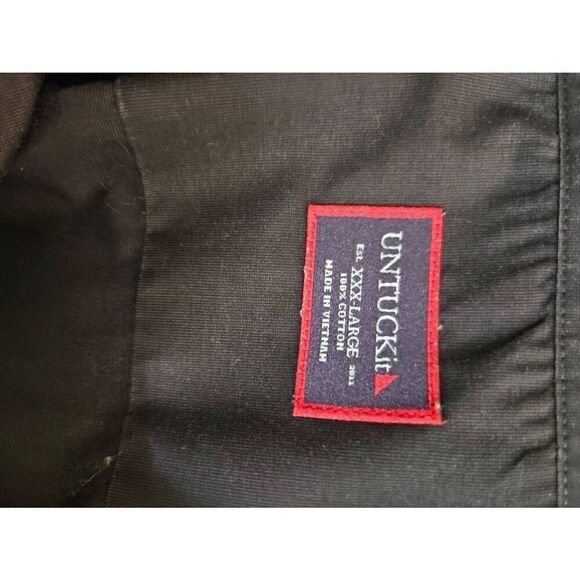 UNTUCKit
EST. XXX-LARGE 2011
100% COTTON
MADE IN VIETNAM